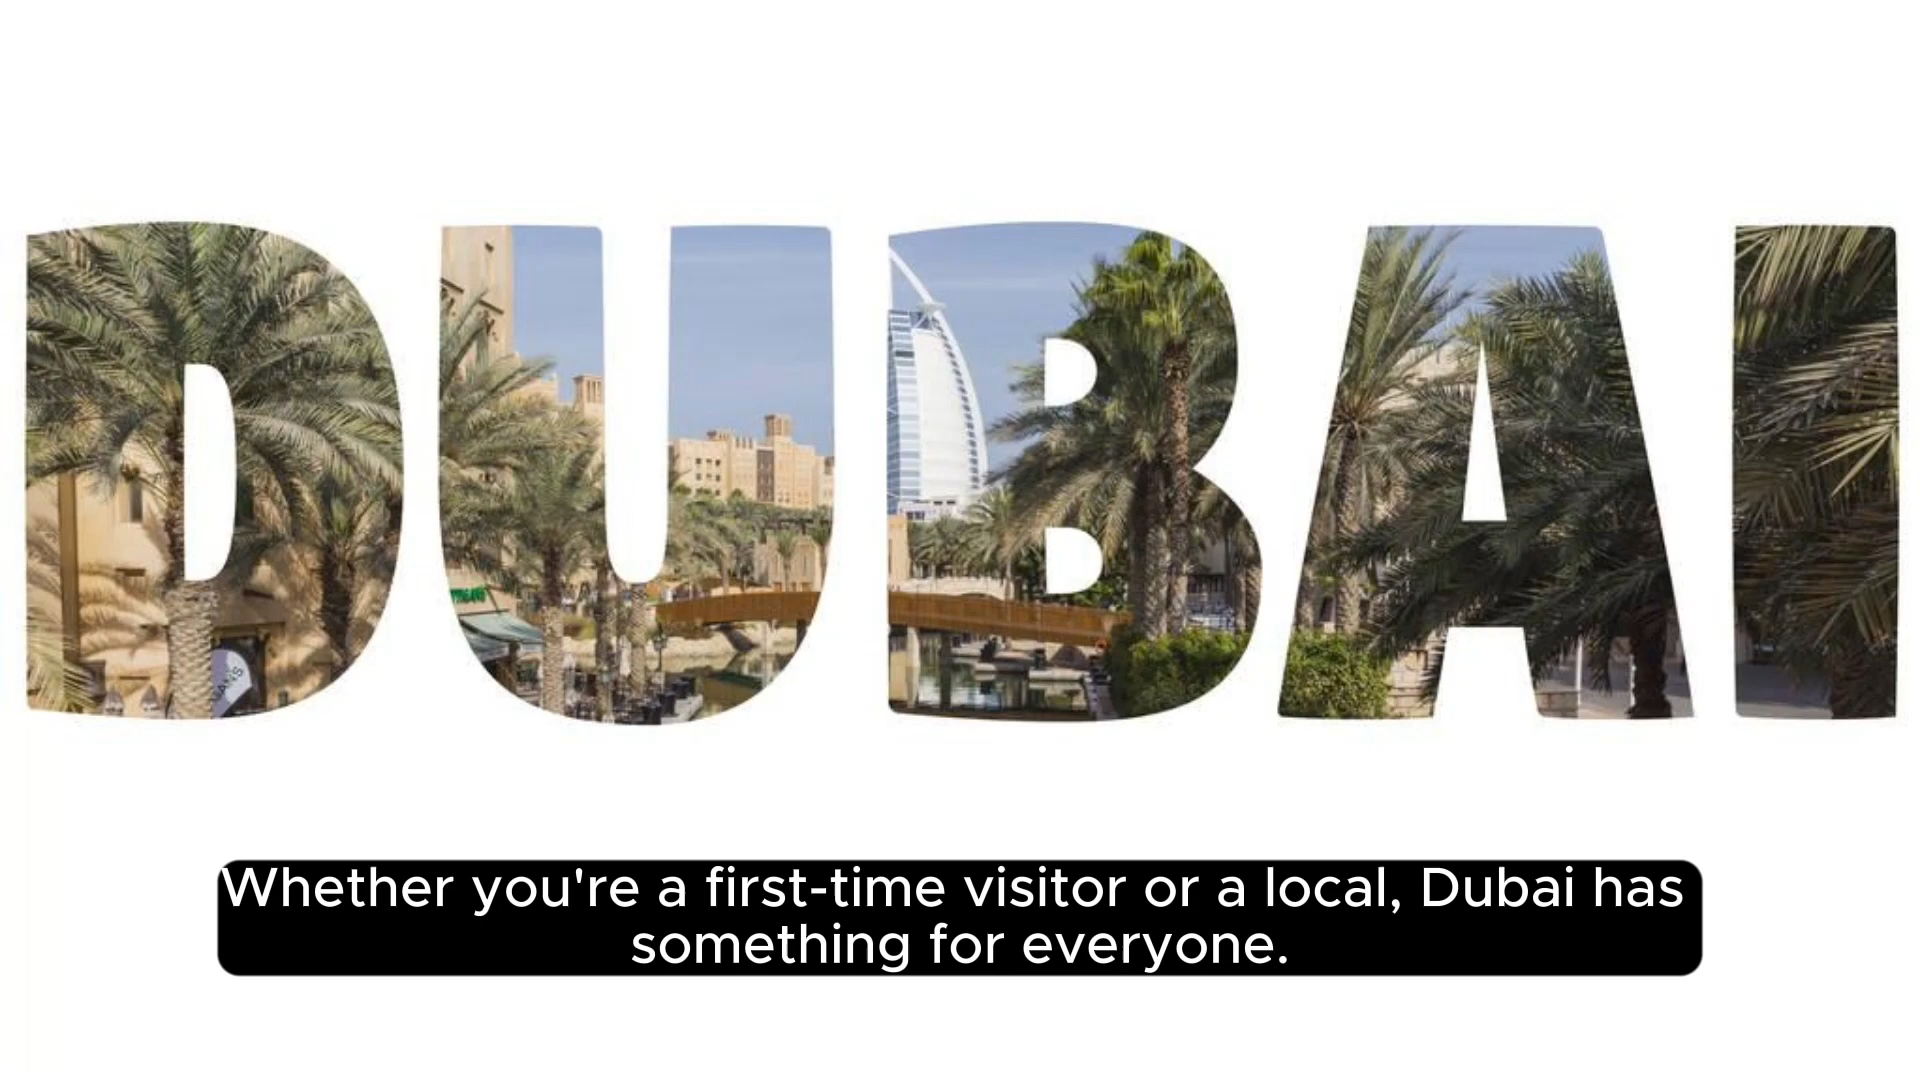 DUBAI
Whether you're a first-time visitor or a local, Dubai has
something for everyone.